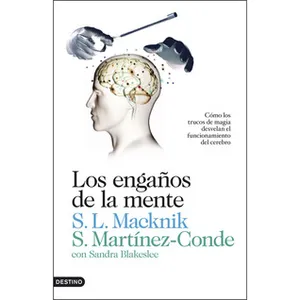 Cómo los
trucos de magia
desvelan el
funcionamiento
del cerebro
Los engaños
de la mente
S. L. Macknik
S. Martínez-Conde
con Sandra Blakeslee
DESTINO